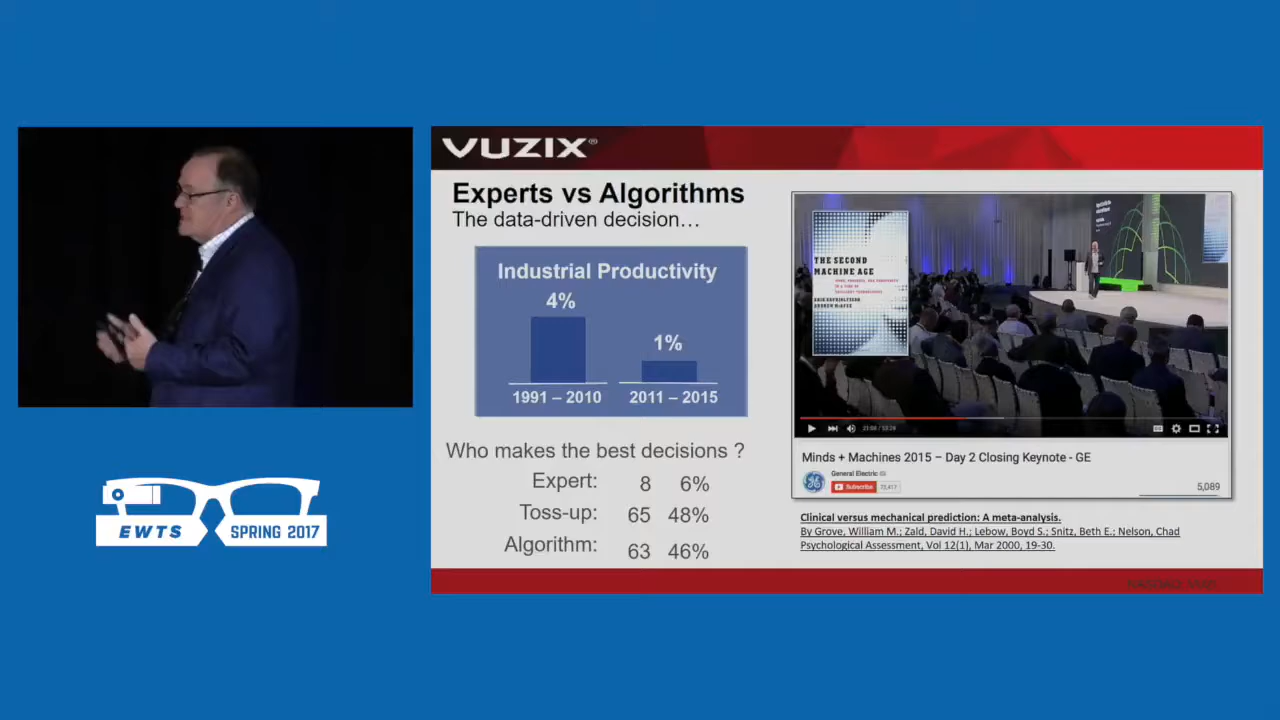 VUZIX®
Experts vs Algorithms
The data-driven decision…
Industrial Productivity
4%
1%
1991 – 2010
2011 – 2015
Who makes the best decisions ?
Expert: 8 6%
Toss-up: 65 48%
Algorithm: 63 46%
THE SECOND
MACHINE AGE
Minds + Machines 2015 – Day 2 Closing Keynote - GE
General Electric
Subscribe
5,089
Clinical versus mechanical prediction: A meta-analysis.
By Grove, William M.; Zald, David H.; Lebow, Boyd S.; Snitz, Beth E.; Nelson, Chad
Psychological Assessment, Vol 12(1), Mar 2000, 19-30.
EWTS
SPRING 2017